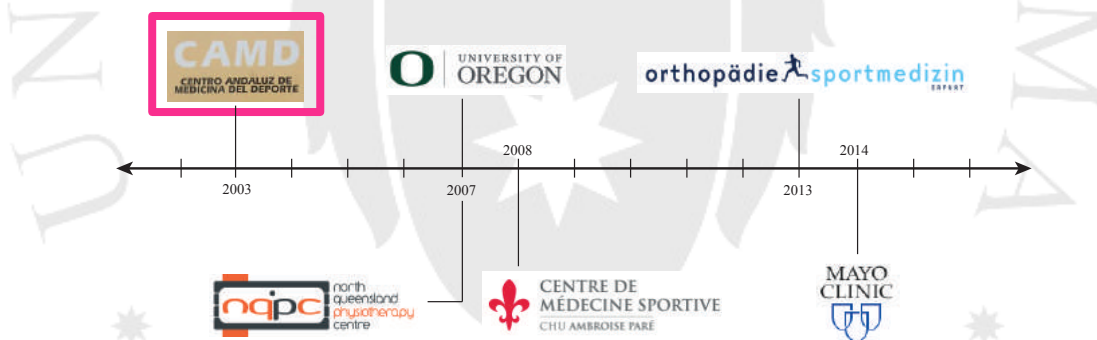 CAMD
CENTRO ANDALUZ DE
MEDICINA DEL DEPORTE
UNIVERSITY OF
OREGON
orthopädie sportmedizin
ERFURT
2008
2014
2003
2007
2013
nqpc
north
queensland
physiotherapy
centre
CENTRE DE
MÉDECINE SPORTIVE
CHU AMBROISE PARÉ
MAYO
CLINIC
N
U
M
A